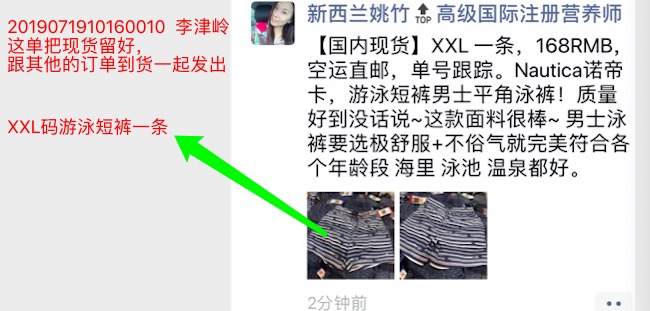 2019071910160010 李津岭
这单把现货留好，
跟其他的订单到货一起发出
XXL码游泳短裤一条
新西兰姚竹🔝高级国际注册营养师
【国内现货】XXL 一条，168RMB，
空运直邮，单号跟踪。Nautica诺帝
卡，游泳短裤男士平角泳裤！质量
好到没话说~这款面料很棒~ 男士泳
裤要选极舒服+不俗气就完美符合各
个年龄段 海里 泳池 温泉都好。
2分钟前